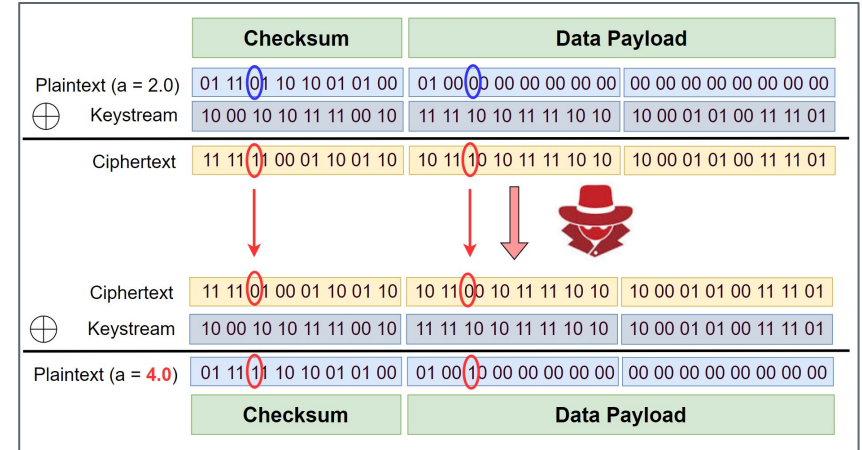 Checksum Data Payload
Plaintext (a = 2.0) 01 11 01 10 10 01 01 00 01 00 00 00 00 00 00 00 00 00 00 00 00 00 00 00
Keystream 10 00 10 10 11 11 00 10 11 11 10 10 11 11 10 10 10 00 01 01 00 11 11 01
Ciphertext 11 11 11 00 01 10 01 10 10 11 10 10 11 11 10 10 10 00 01 01 00 11 11 01
Ciphertext 11 11 01 00 01 10 01 10 10 11 00 10 11 11 10 10 10 00 01 01 00 11 11 01
Keystream 10 00 10 10 11 11 00 10 11 11 10 10 11 11 10 10 10 00 01 01 00 11 11 01
Plaintext (a = 4.0) 01 11 11 10 10 01 01 00 01 00 10 00 00 00 00 00 00 00 00 00 00 00 00 00
Checksum Data Payload